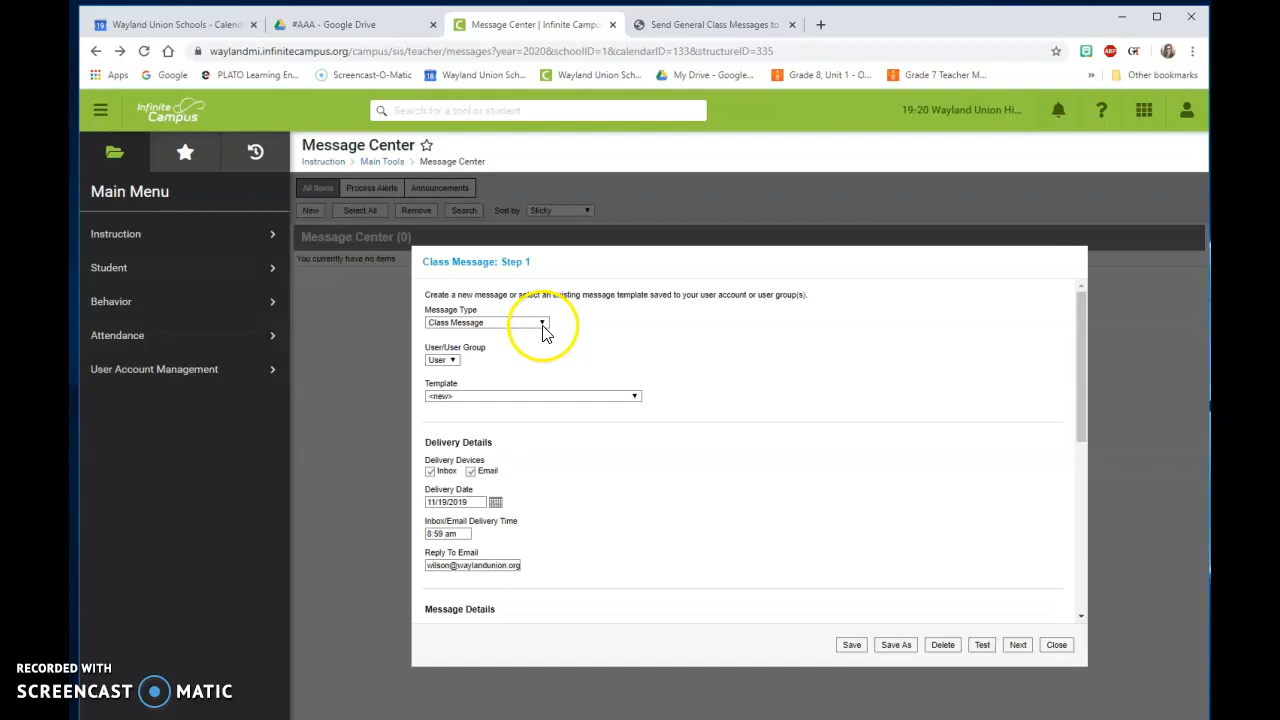 Wayland Union Schools - Calend
#AAA - Google Drive
Message Center | Infinite Campu
Send General Class Messages to
waylandmi.infinitecampus.org/campus/sis/teacher/messages?year=2020&schoolID=1&calendarID=133&structureID=335
Apps
Google
PLATO Learning En...
Screencast-O-Matic
Wayland Union Sch...
Wayland Union Sch...
My Drive - Google...
Grade 8, Unit 1 - O...
Grade 7 Teacher M...
»
Other bookmarks
Infinite Campus
Search for a tool or student
19-20 Wayland Union Hi...
Main Menu
Instruction
Student
Behavior
Attendance
User Account Management
Message Center
Instruction > Main Tools > Message Center
All Items
Process Alerts
Announcements
New
Select All
Remove
Search
Sort by
Sticky
Message Center (0)
You currently have no items
Class Message: Step 1
Create a new message or select an existing message template saved to your user account or user group(s).
Message Type
Class Message
User/User Group
User
Template
<new>
Delivery Details
Delivery Devices
Inbox
Email
Delivery Date
11/19/2019
Inbox/Email Delivery Time
8:59 am
Reply To Email
wilson@waylandunion.org
Message Details
Save
Save As
Delete
Test
Next
Close
RECORDED WITH
SCREENCAST MATIC